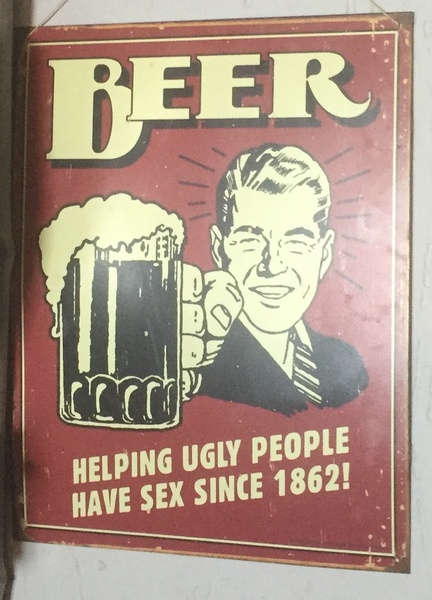 BEER
HELPING UGLY PEOPLE
HAVE SEX SINCE 1862!